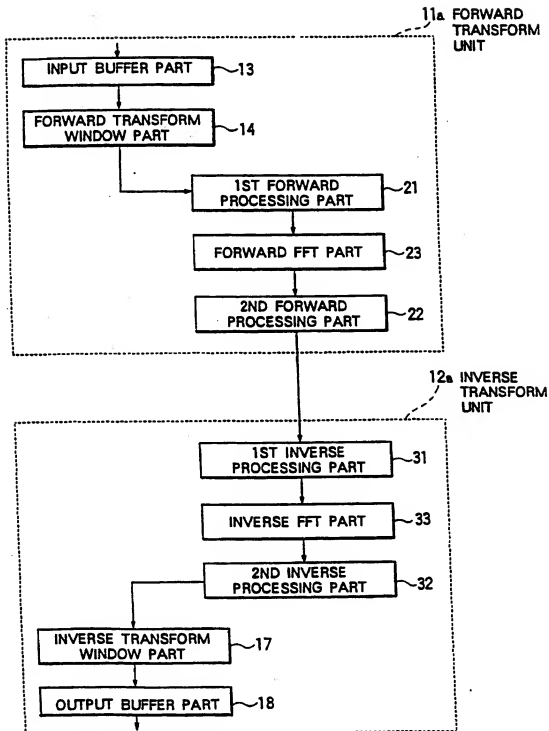 11a FORWARD
TRANSFORM
UNIT
INPUT BUFFER PART
13
FORWARD TRANSFORM
WINDOW PART
14
1ST FORWARD
PROCESSING PART
21
FORWARD FFT PART
23
2ND FORWARD
PROCESSING PART
22
12a INVERSE
TRANSFORM
UNIT
1ST INVERSE
PROCESSING PART
31
INVERSE FFT PART
33
2ND INVERSE
PROCESSING PART
32
INVERSE TRANSFORM
WINDOW PART
17
OUTPUT BUFFER PART
18